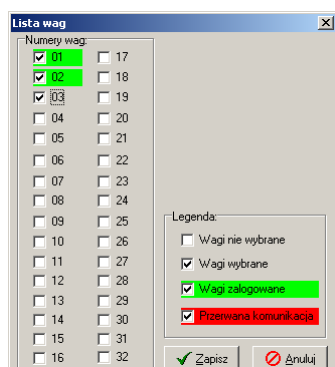 Lista wag
Numery wag:
01 17
02 18
03 19
04 20
05 21
06 22
07 23
08 24
09 25
10 26
11 27
12 28
13 29
14 30
15 31
16 32
Legenda:
Wagi nie wybrane
Wagi wybrane
Wagi zalogowane
Przerwana komunikacja
Zapisz Anuluj